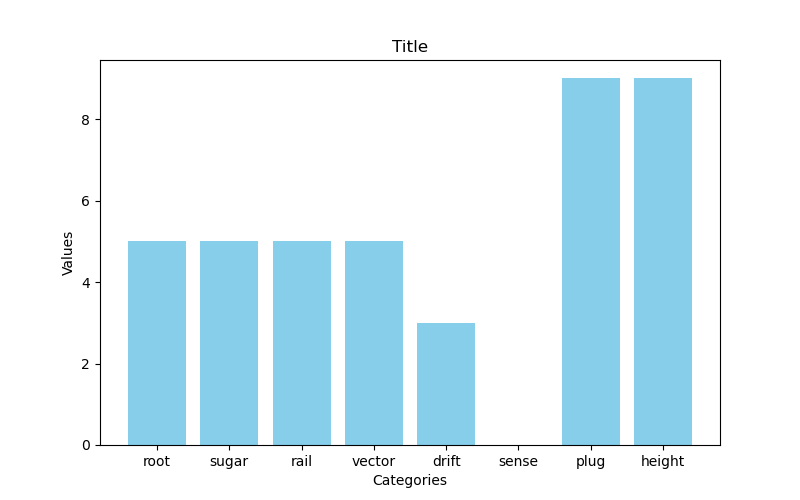 Title
Values
8
6
4
2
0
root sugar rail vector drift sense plug height
Categories